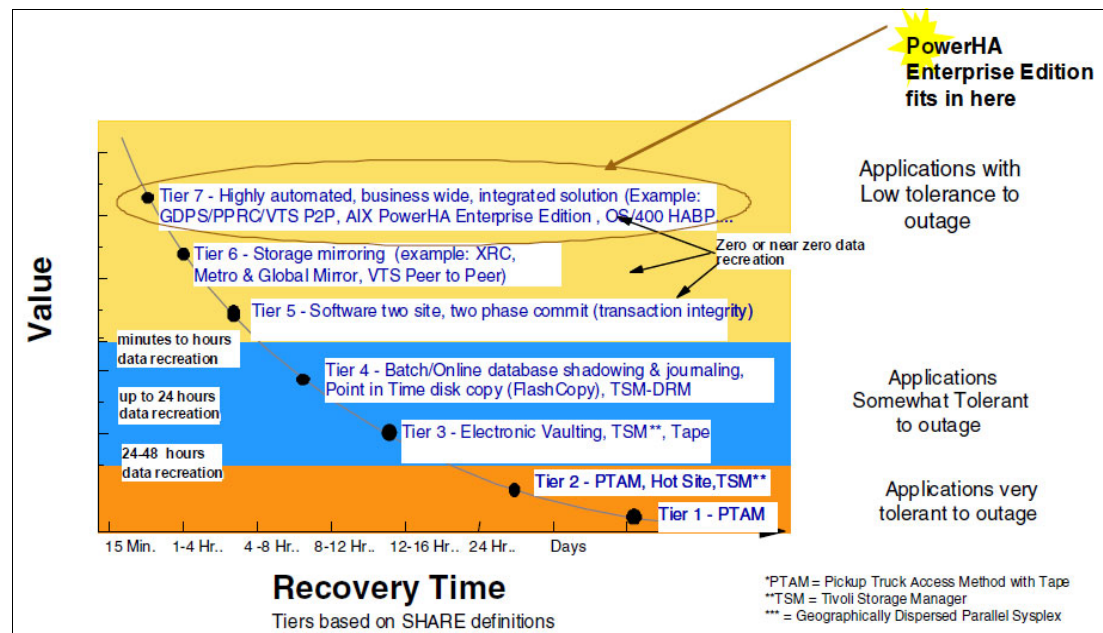 PowerHA
Enterprise Edition
fits in here
Applications with
Low tolerance to
outage
Tier 7 - Highly automated, business wide, integrated solution (Example:
GDPS/PPRC/VTS P2P, AIX PowerHA Enterprise Edition , OS/400 HABP....
Zero or near zero data
recreation
Tier 6 - Storage mirroring (example: XRC,
Metro & Global Mirror, VTS Peer to Peer)
Tier 5 - Software two site, two phase commit (transaction integrity)
Value
minutes to hours
data recreation
Tier 4 - Batch/Online database shadowing & journaling,
Point in Time disk copy (FlashCopy), TSM-DRM
Applications
Somewhat Tolerant
to outage
up to 24 hours
data recreation
Tier 3 - Electronic Vaulting, TSM**, Tape
24-48 hours
data recreation
Tier 2 - PTAM, Hot Site,TSM**
Applications very
tolerant to outage
Tier 1 - PTAM
15 Min. 1-4 Hr.. 4 -8 Hr.. 8-12 Hr.. 12-16 Hr.. 24 Hr.. Days
Recovery Time
Tiers based on SHARE definitions
*PTAM = Pickup Truck Access Method with Tape
**TSM = Tivoli Storage Manager
*** = Geographically Dispersed Parallel Sysplex